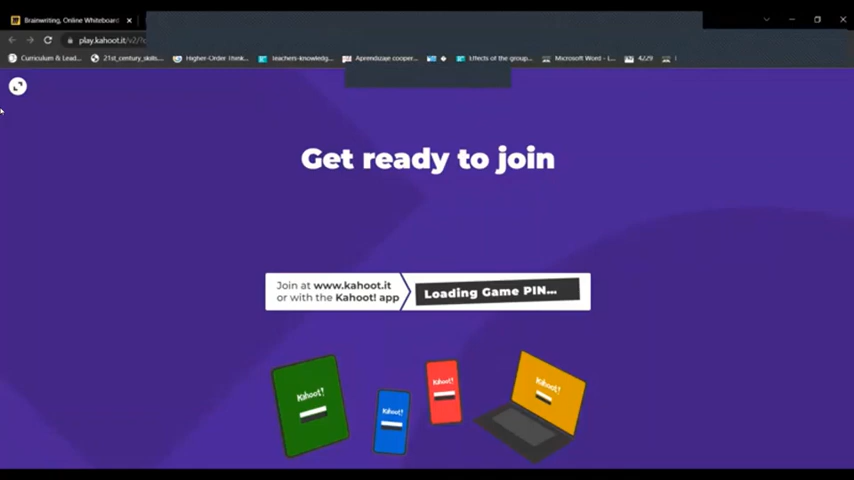 Brainwriting, Online Whiteboard
play.kahoot.it/v2/?
Curriculum & Lead...
21st_century_skills...
Higher-Order Think...
Teachers-knowledg...
Aprendizaje cooper...
Effects of the group...
Microsoft Word - i...
4229
Get ready to join
Join at www.kahoot.it
or with the Kahoot! app
Loading Game PIN...
Kahoot!
Kahoot!
Kahoot!
Kahoot!